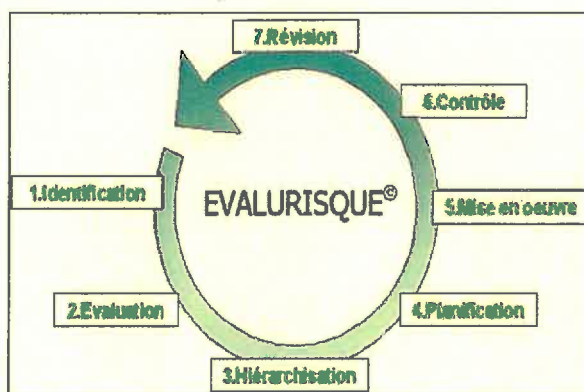 7.Révision
6.Contrôle
1.Identification
EVALURISQUE©
5.Mise en oeuvre
2.Evaluation
4.Planification
3.Hiérarchisation